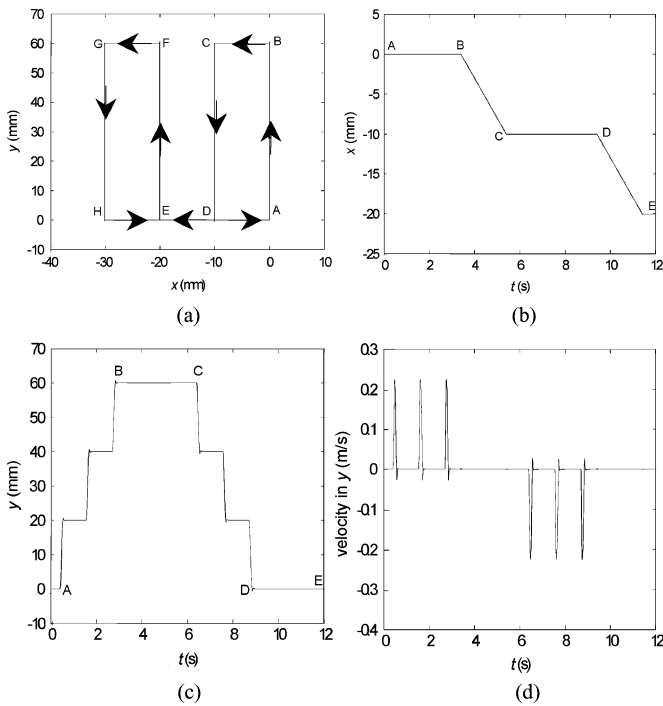 70
60
50
40
30
20
10
0
-10
y (mm)
G
F
C
B
H
E
D
A
-40
-30
-20
-10
0
10
x (mm)
(a)
5
0
-5
-10
-15
-20
-25
x (mm)
A
B
C
D
E
0
2
4
6
8
10
12
t (s)
(b)
70
60
50
40
30
20
10
0
-10
y (mm)
B
C
A
D
E
0
2
4
6
8
10
12
t (s)
(c)
0.3
0.2
0.1
0
-0.1
-0.2
-0.3
-0.4
velocity in y (m/s)
0
2
4
6
8
10
12
t (s)
(d)